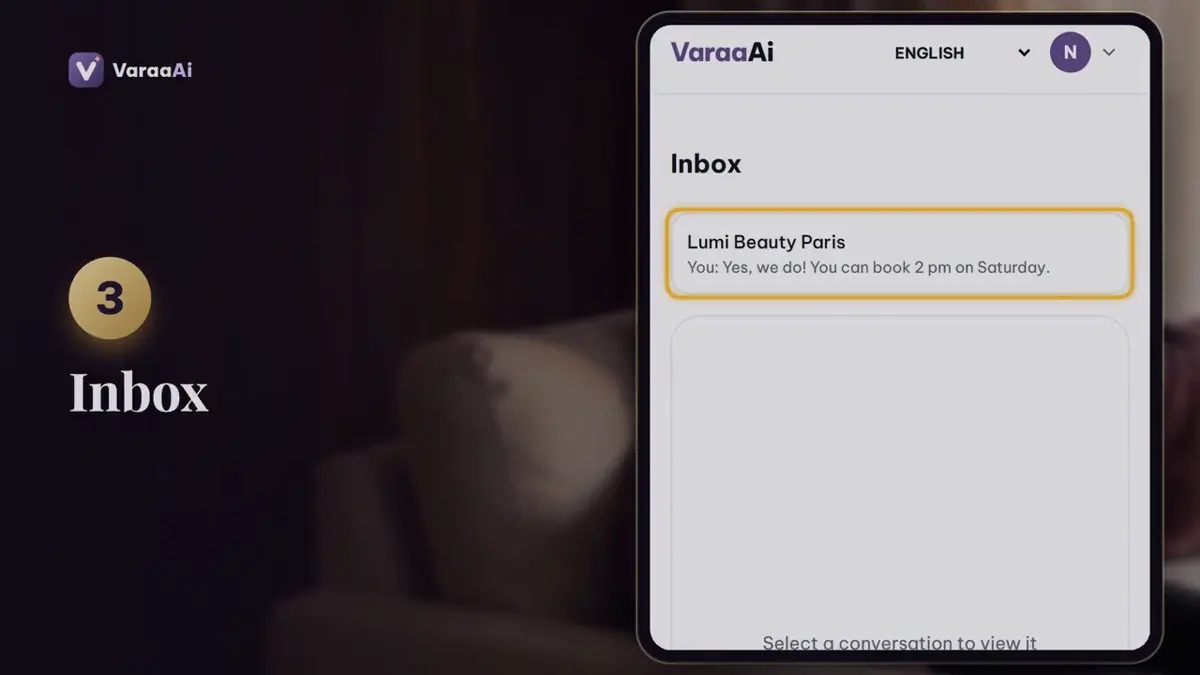 VaraaAi
3
Inbox
VaraaAi
ENGLISH
N
Inbox
Lumi Beauty Paris
You: Yes, we do! You can book 2 pm on Saturday.
Select a conversation to view it